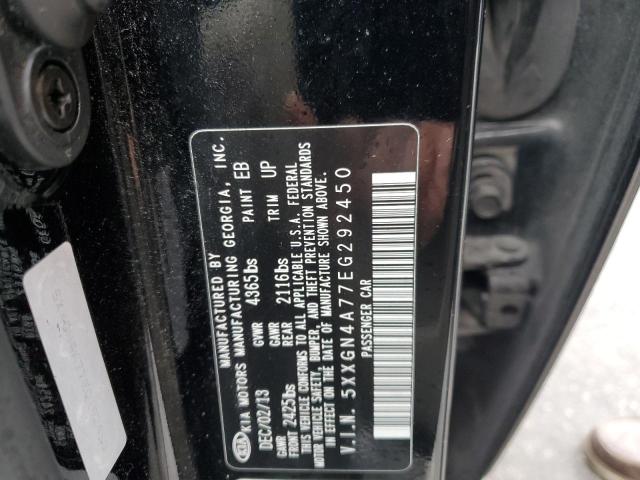 KIA
MANUFACTURED BY
KIA MOTORS MANUFACTURING GEORGIA, INC.
DEC/02/13 GVWR 4365lbs PAINT EB
GAWR FRONT 2425lbs GAWR REAR 2116lbs TRIM UP
THIS VEHICLE CONFORMS TO ALL APPLICABLE U.S.A. FEDERAL
MOTOR VEHICLE SAFETY, BUMPER, AND THEFT PREVENTION STANDARDS
IN EFFECT ON THE DATE OF MANUFACTURE SHOWN ABOVE.
V.I.N. 5XXGN4A77EG292450
PASSENGER CAR